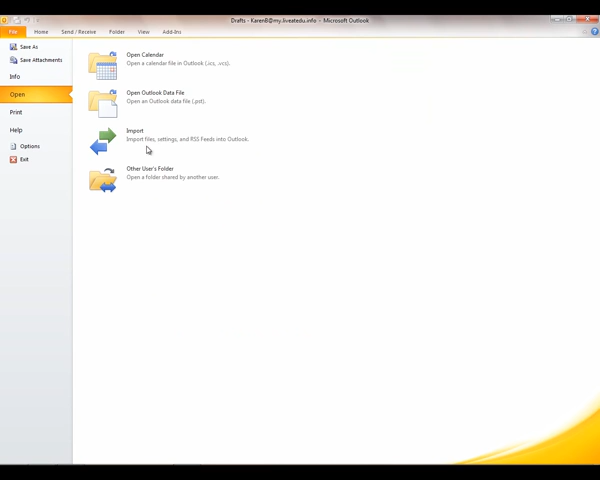 Drafts - KarenB@my.liveatedu.info - Microsoft Outlook
File Home Send / Receive Folder View Add-Ins
Save As
Save Attachments
Info
Open
Print
Help
Options
Exit
Open Calendar
Open a calendar file in Outlook (.ics, .vcs).
Open Outlook Data File
Open an Outlook data file (.pst).
Import
Import files, settings, and RSS Feeds into Outlook.
Other User's Folder
Open a folder shared by another user.